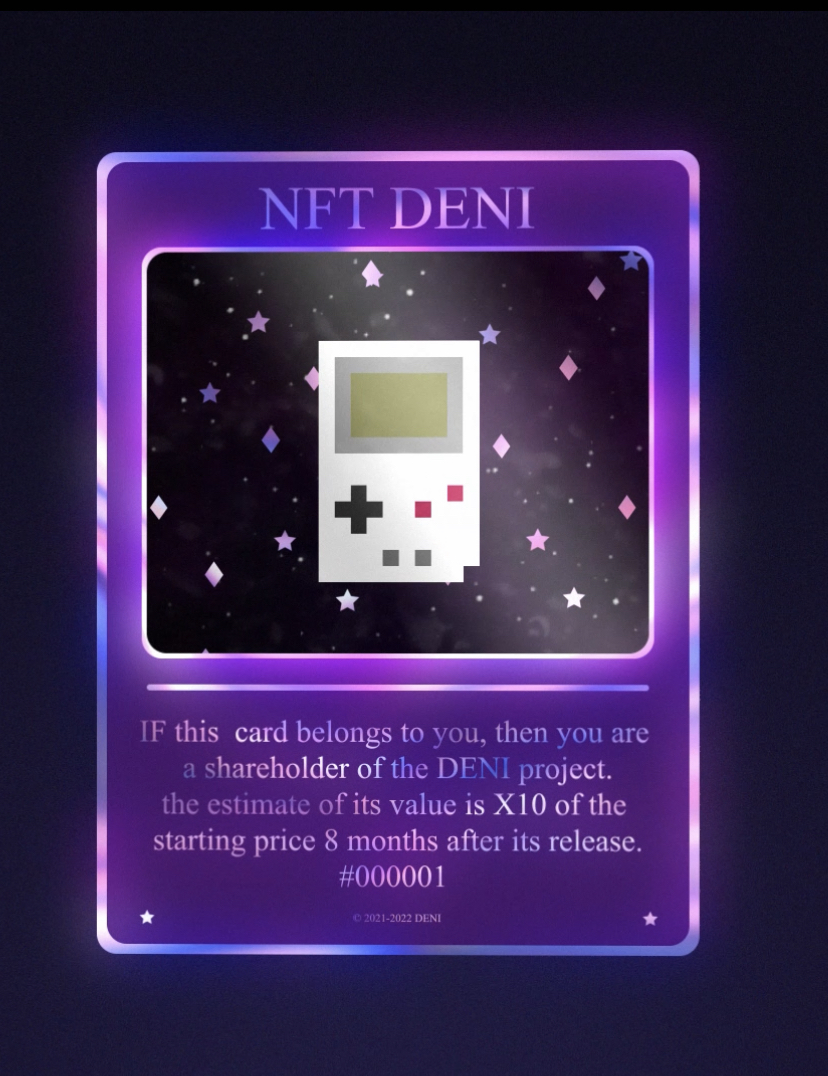 NFT DENI
IF this  card belongs to you, then you are
a shareholder of the DENI project.
the estimate of its value is X10 of the
starting price 8 months after its release.
#000001
© 2021-2022 DENI